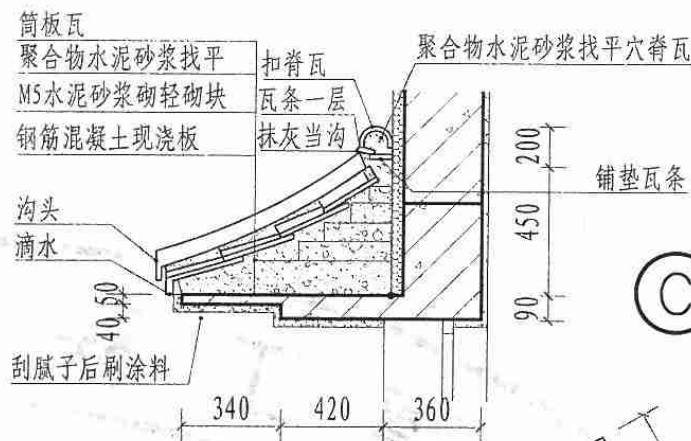 筒板瓦
聚合物水泥砂浆找平
M5水泥砂浆砌轻砌块
钢筋混凝土现浇板
扣脊瓦
瓦条一层
抹灰当沟
聚合物水泥砂浆找平穴脊瓦
铺垫瓦条
沟头
滴水
刮腻子后刷涂料
200
450
90
50
40
340
420
360
C